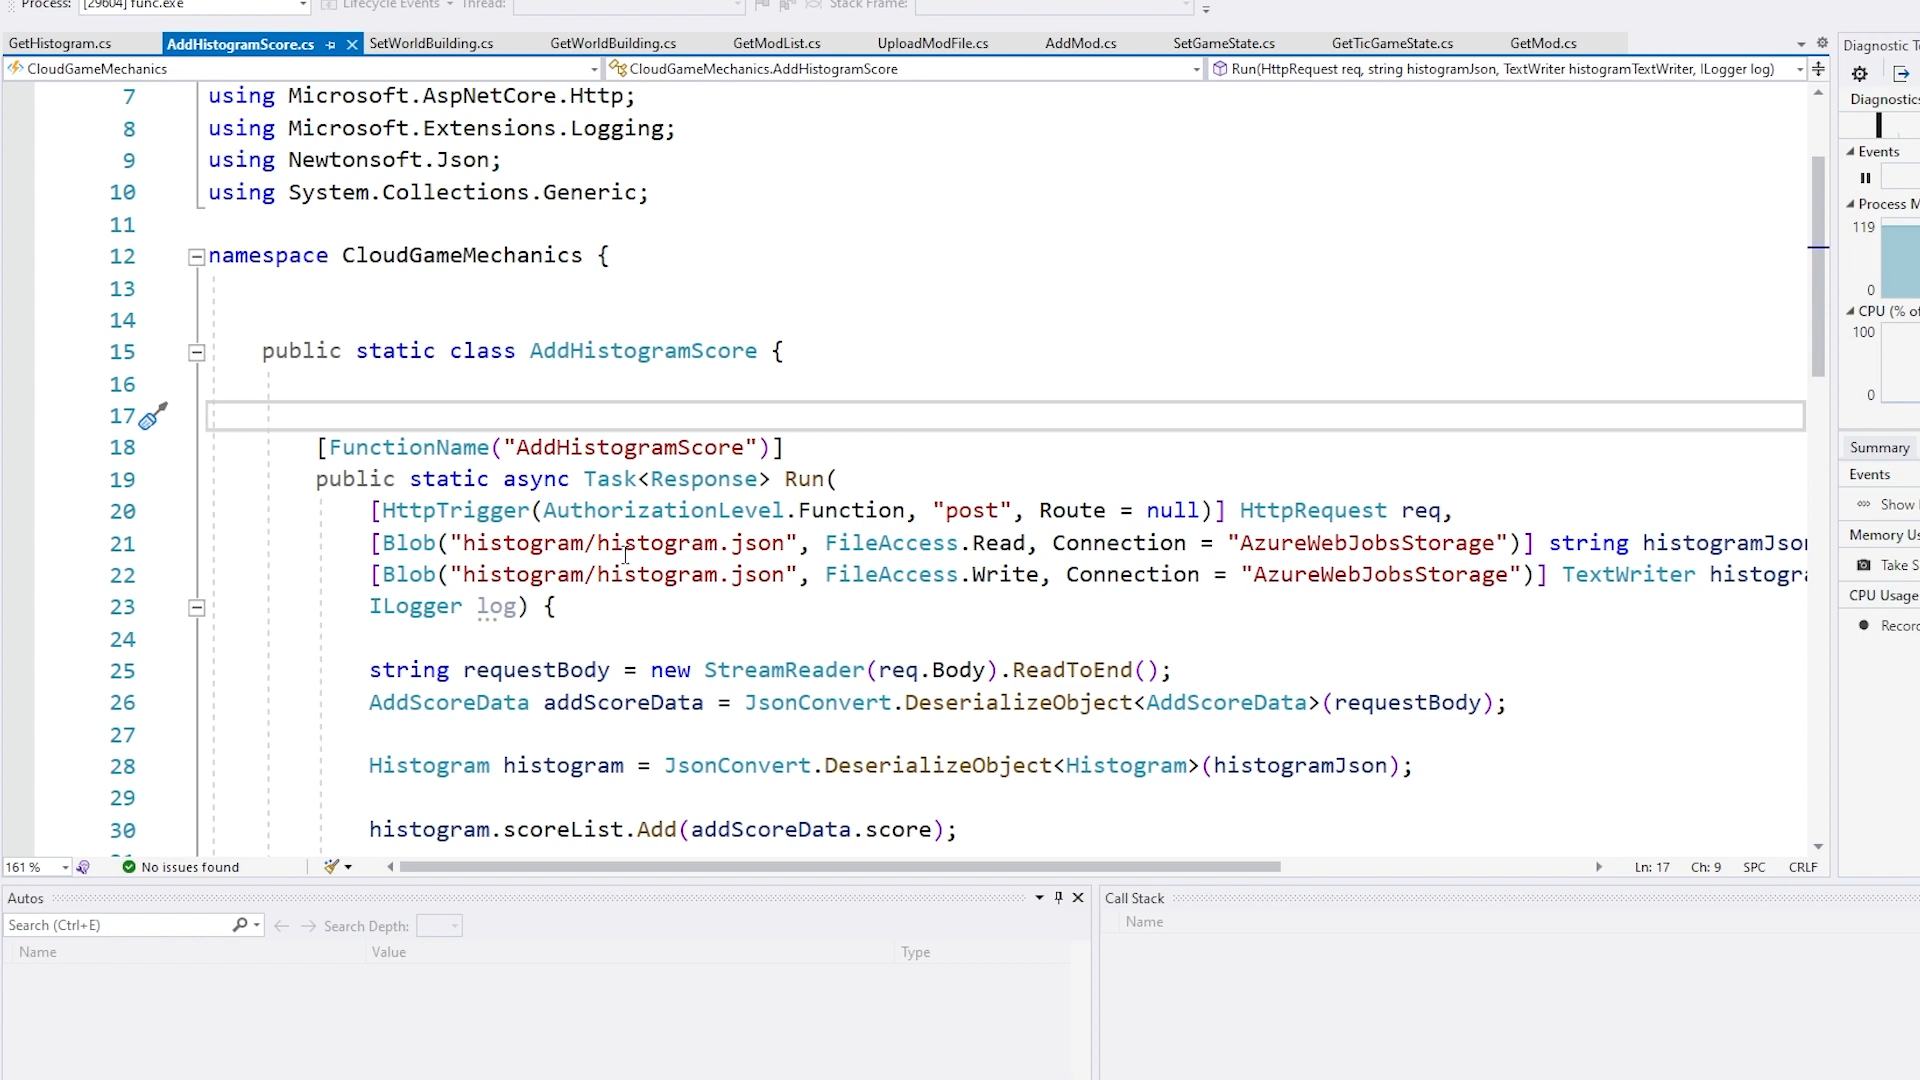 Process: [29604] func.exe Lifecycle Events Thread: Stack Frame:
GetHistogram.cs AddHistogramScore.cs SetWorldBuilding.cs GetWorldBuilding.cs GetModList.cs UploadModFile.cs AddMod.cs SetGameState.cs GetTicGameState.cs GetMod.cs
CloudGameMechanics CloudGameMechanics.AddHistogramScore Run(HttpRequest req, string histogramJson, TextWriter histogramTextWriter, ILogger log)
7 using Microsoft.AspNetCore.Http;
8 using Microsoft.Extensions.Logging;
9 using Newtonsoft.Json;
10 using System.Collections.Generic;
11
12 namespace CloudGameMechanics {
13
14
15 public static class AddHistogramScore {
16
17
18 [FunctionName("AddHistogramScore")]
19 public static async Task<Response> Run(
20 [HttpTrigger(AuthorizationLevel.Function, "post", Route = null)] HttpRequest req,
21 [Blob("histogram/histogram.json", FileAccess.Read, Connection = "AzureWebJobsStorage")] string histogramJson
22 [Blob("histogram/histogram.json", FileAccess.Write, Connection = "AzureWebJobsStorage")] TextWriter histogra
23 ILogger log) {
24
25 string requestBody = new StreamReader(req.Body).ReadToEnd();
26 AddScoreData addScoreData = JsonConvert.DeserializeObject<AddScoreData>(requestBody);
27
28 Histogram histogram = JsonConvert.DeserializeObject<Histogram>(histogramJson);
29
30 histogram.scoreList.Add(addScoreData.score);
161 % No issues found Ln: 17 Ch: 9 SPC CRLF
Diagnostic T
Diagnostics
Events
Process M
119
0
CPU (% of
100
0
Summary
Events
Show
Memory Us
Take S
CPU Usage
Record
Autos
Search (Ctrl+E) Search Depth:
Name Value Type
Call Stack
Name